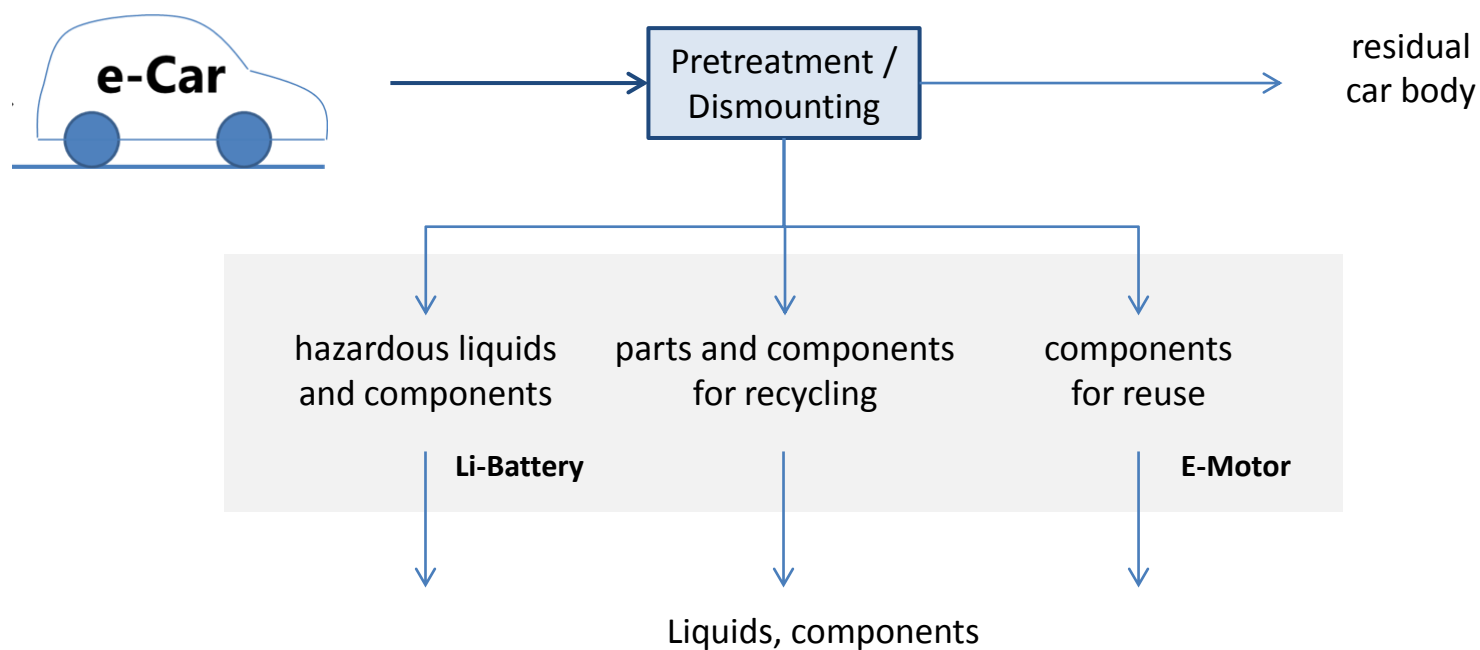 e-Car
Pretreatment /
Dismounting
residual
car body
hazardous liquids
and components
parts and components
for recycling
components
for reuse
Li-Battery
E-Motor
Liquids, components